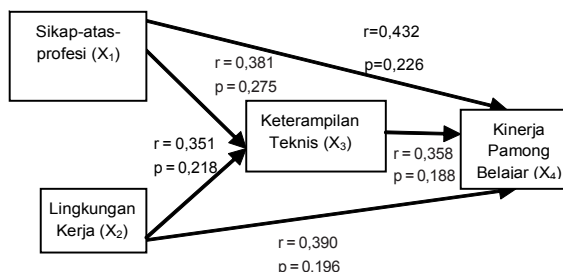 Sikap-atas-
profesi (X₁)
r=0,432
p=0,226
r = 0,381
p = 0,275
Keterampilan
Teknis (X₃)
Kinerja
Pamong
Belajar (X₄)
r = 0,351
p = 0,218
r = 0,358
p = 0,188
Lingkungan
Kerja (X₂)
r = 0,390
p = 0,196